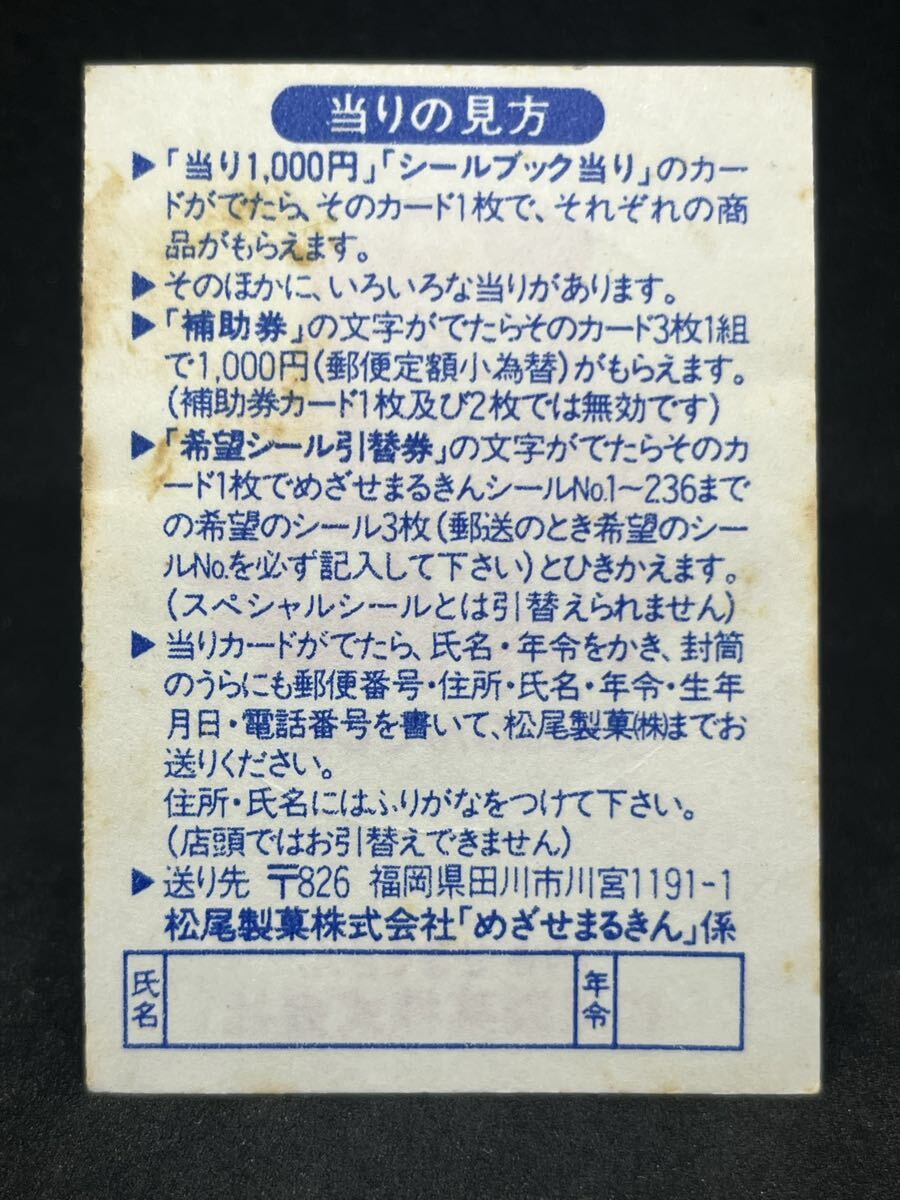 当りの見方
▶「当り1,000円」「シールブック当り」のカー
ドがでたら、そのカード1枚で、それぞれの商
品がもらえます。
▶そのほかに、いろいろな当りがあります。
▶「補助券」の文字がでたらそのカード3枚1組
で1,000円(郵便定額小為替)がもらえます。
(補助券カード1枚及び2枚では無効です)
▶「希望シール引替券」の文字がでたらそのカ
ード1枚でめざせまるきんシールNo.1〜236まで
の希望のシール3枚(郵送のとき希望のシー
ルNo.を必ず記入して下さい)とひきかえます。
(スペシャルシールとは引替えられません)
▶当りカードがでたら、氏名・年令をかき、封筒
のうらにも郵便番号・住所・氏名・年令・生年
月日・電話番号を書いて、松尾製菓㈱までお
送りください。
住所・氏名にはふりがなをつけて下さい。
(店頭ではお引替えできません)
▶送り先 〒826 福岡県田川市川宮1191-1
松尾製菓株式会社「めざせまるきん」係
氏名 年令